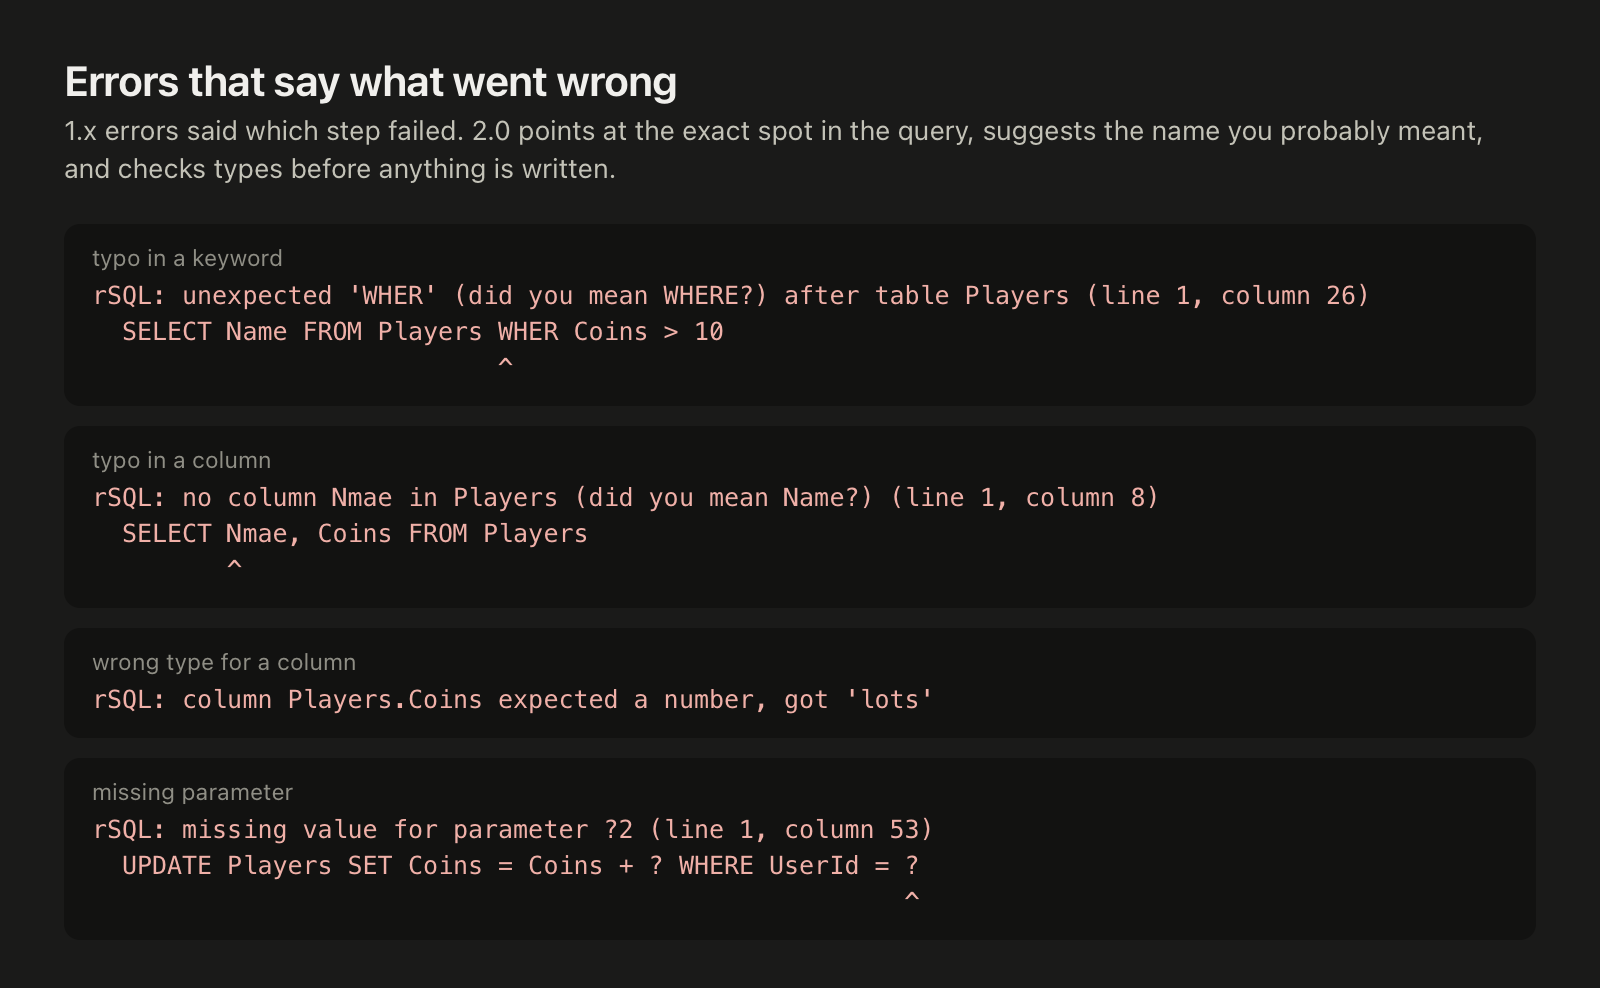 Errors that say what went wrong
1.x errors said which step failed. 2.0 points at the exact spot in the query, suggests the name you probably meant,
and checks types before anything is written.
typo in a keyword
rSQL: unexpected 'WHER' (did you mean WHERE?) after table Players (line 1, column 26)
  SELECT Name FROM Players WHER Coins > 10
                           ^
typo in a column
rSQL: no column Nmae in Players (did you mean Name?) (line 1, column 8)
  SELECT Nmae, Coins FROM Players
         ^
wrong type for a column
rSQL: column Players.Coins expected a number, got 'lots'
missing parameter
rSQL: missing value for parameter ?2 (line 1, column 53)
  UPDATE Players SET Coins = Coins + ? WHERE UserId = ?
                                                      ^